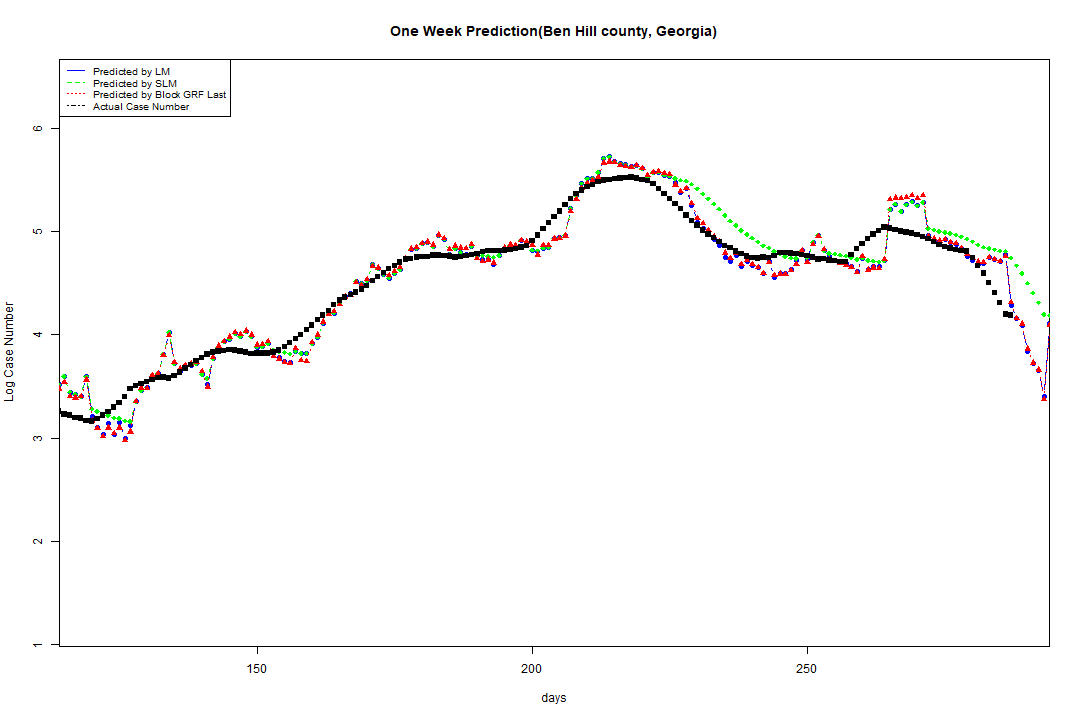 One Week Prediction(Ben Hill county, Georgia)
Predicted by LM
Predicted by SLM
Predicted by Block GRF Last
Actual Case Number
6
5
4
3
2
1
Log Case Number
150 200 250
days